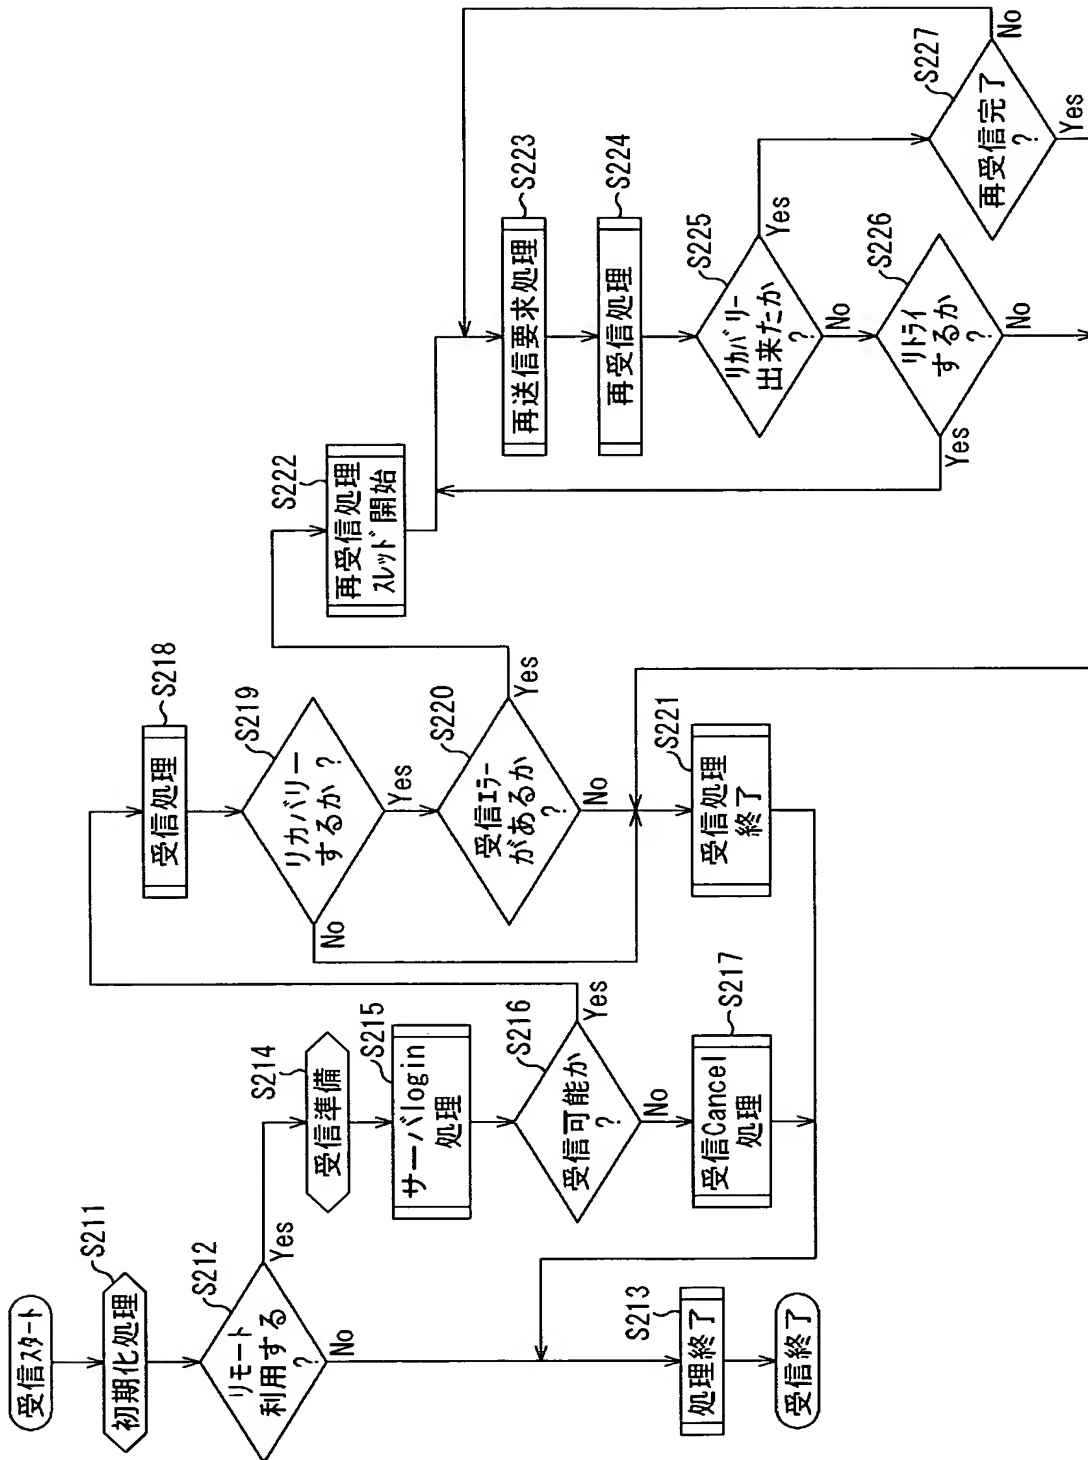 受信スタート
S211
初期化処理
S212
リモート
利用する
?
Yes
No
S213
処理終了
受信終了
S214
受信準備
S215
サーバlogin
処理
S216
受信可能か
?
Yes
No
S217
受信Cancel
処理
S218
受信処理
S219
リカバリー
するか ?
Yes
No
S220
受信エラー
があるか
?
Yes
No
S221
受信処理
終了
S222
再受信処理
スレッド開始
S223
再送信要求処理
S224
再受信処理
S225
リカバリー
出来たか
?
Yes
No
S226
リトライ
するか
?
Yes
No
S227
再受信完了
?
No
Yes